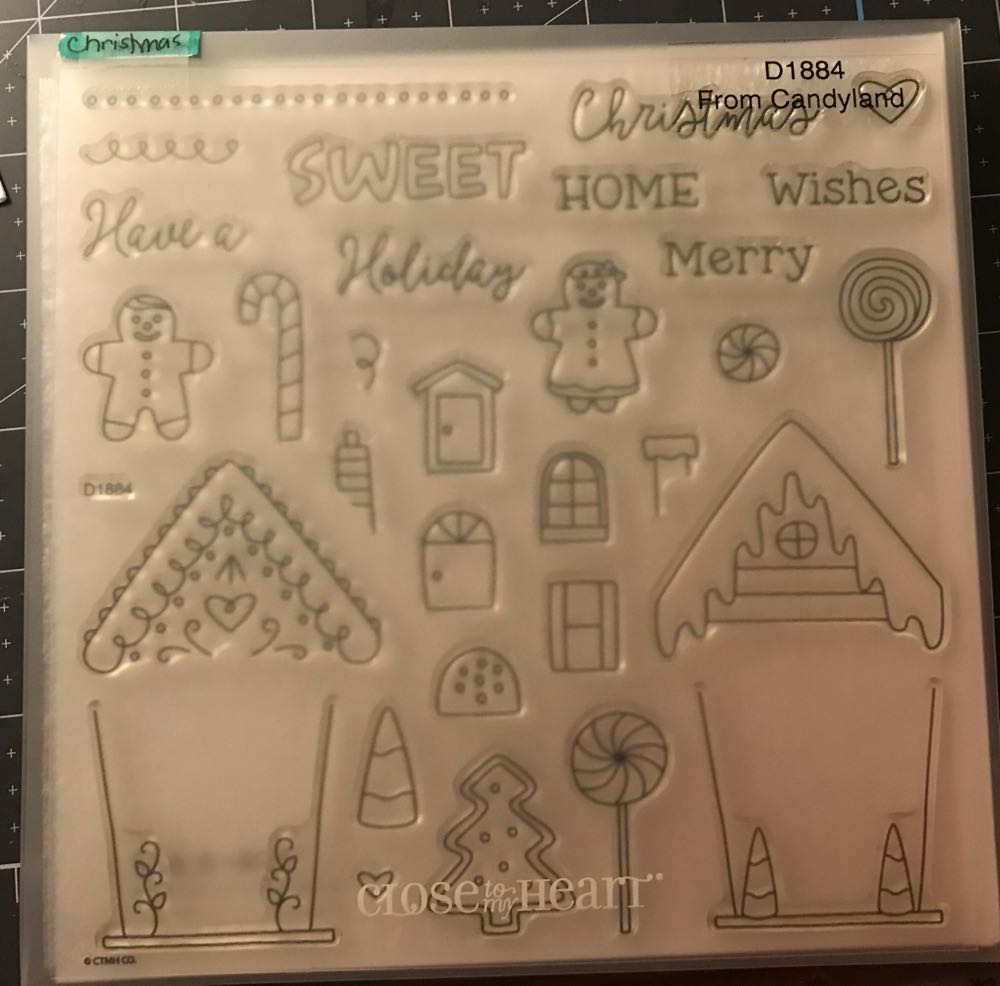 Christmas
D1884
From Candyland
Christmas
SWEET
HOME
Wishes
Have a
Holiday
Merry
D1884
CLOSE to my HEART
© CTMH CO.